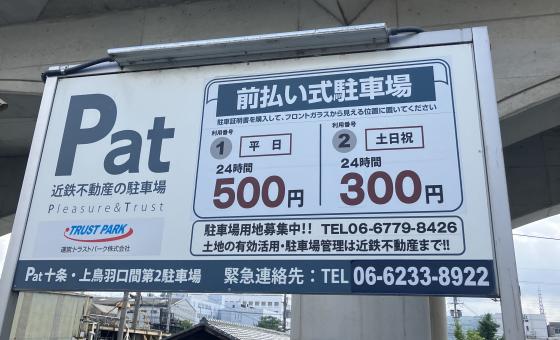 Pat
近鉄不動産の駐車場
Pleasure&Trust
TRUST PARK
運営トラストパーク株式会社
前払い式駐車場
駐車証明書を購入して、フロントガラスから見える位置に置いてください
利用番号
1 平日
24時間
500円
利用番号
2 土日祝
24時間
300円
駐車場用地募集中!! TEL06-6779-8426
土地の有効活用・駐車場管理は近鉄不動産まで!!
Pat十条・上鳥羽口間第2駐車場 緊急連絡先：TEL 06-6233-8922